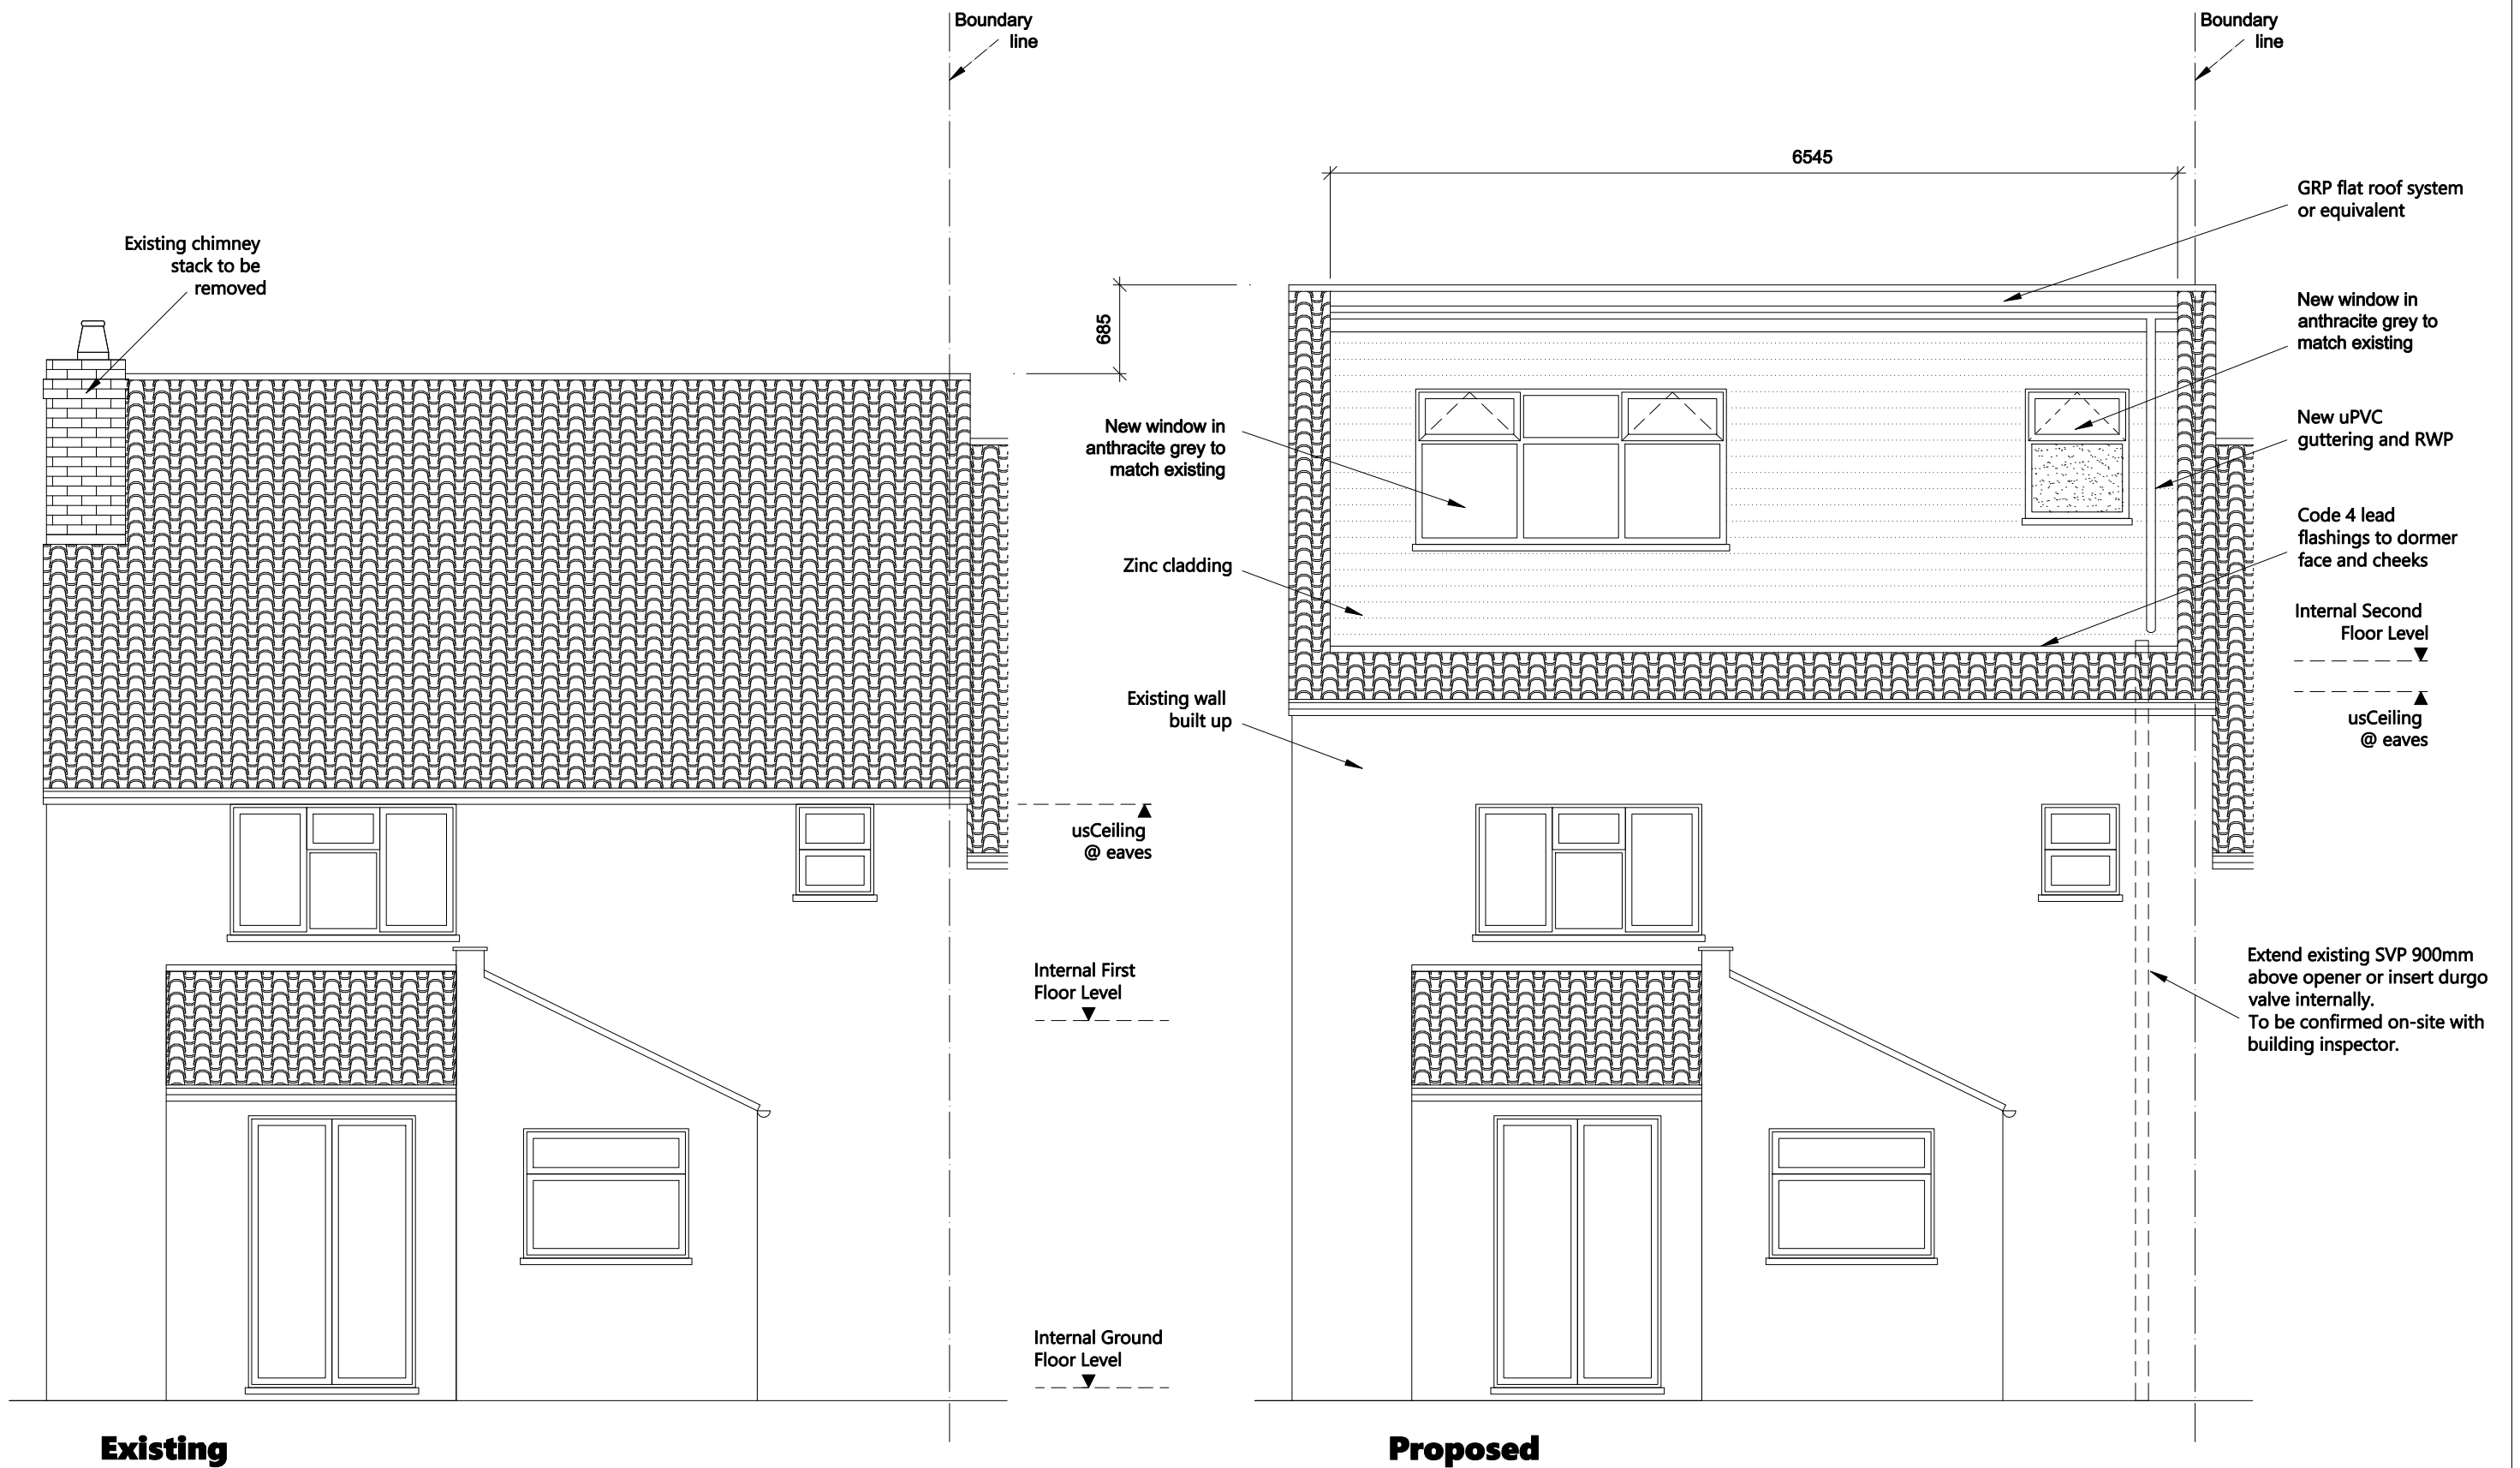 Boundary
line
Existing chimney
stack to be
removed
685
usCeiling
@ eaves
Internal First
Floor Level
Internal Ground
Floor Level
Existing
Boundary
line
6545
GRP flat roof system
or equivalent
New window in
anthracite grey to
match existing
New uPVC
guttering and RWP
Code 4 lead
flashings to dormer
face and cheeks
Internal Second
Floor Level
usCeiling
@ eaves
New window in
anthracite grey to
match existing
Zinc cladding
Existing wall
built up
Extend existing SVP 900mm
above opener or insert durgo
valve internally.
To be confirmed on-site with
building inspector.
Proposed